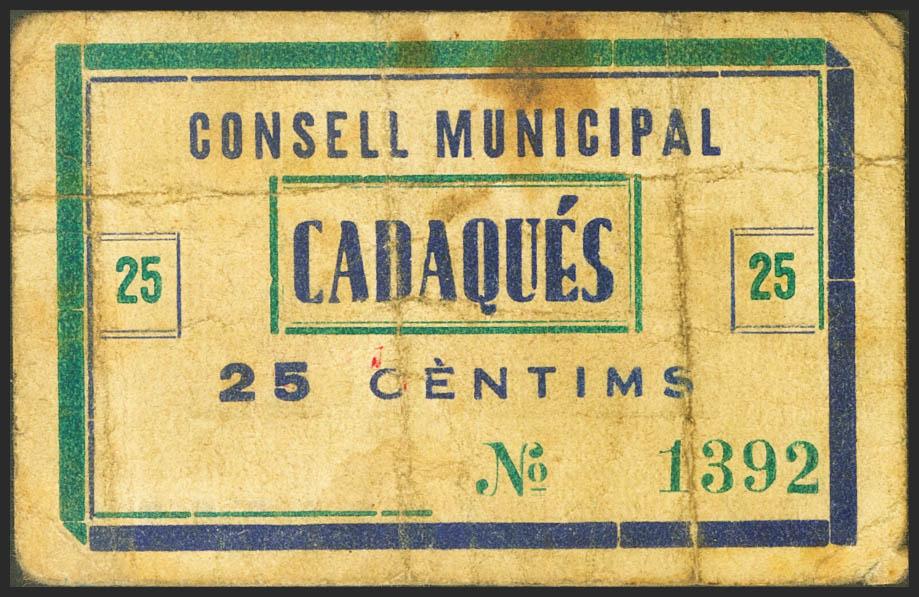 CONSELL MUNICIPAL
CADAQUÉS
25 25
25 CÈNTIMS
Nº 1392